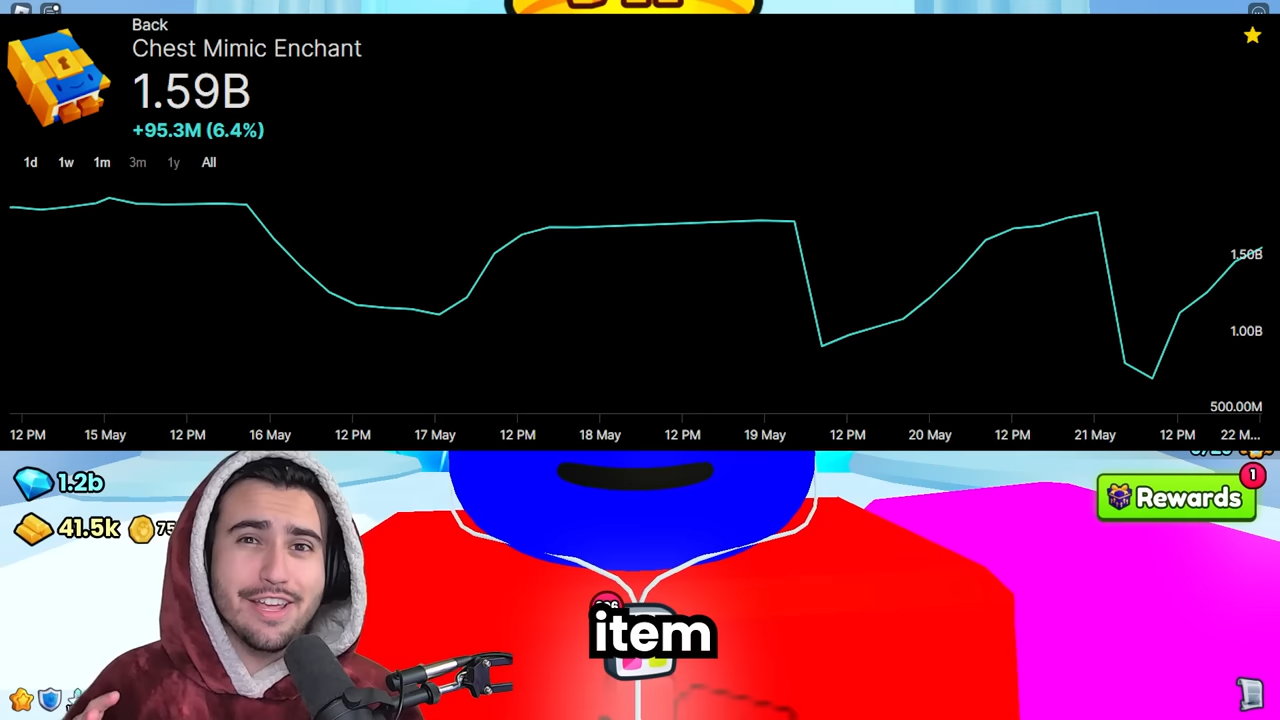 Back
Chest Mimic Enchant
1.59B
+95.3M (6.4%)
1d 1w 1m 3m 1y All
1.50B
1.00B
500.00M
12 PM 15 May 12 PM 16 May 12 PM 17 May 12 PM 18 May 12 PM 19 May 12 PM 20 May 12 PM 21 May 12 PM 22 M...
1.2b
41.5k 75
1
Rewards
item